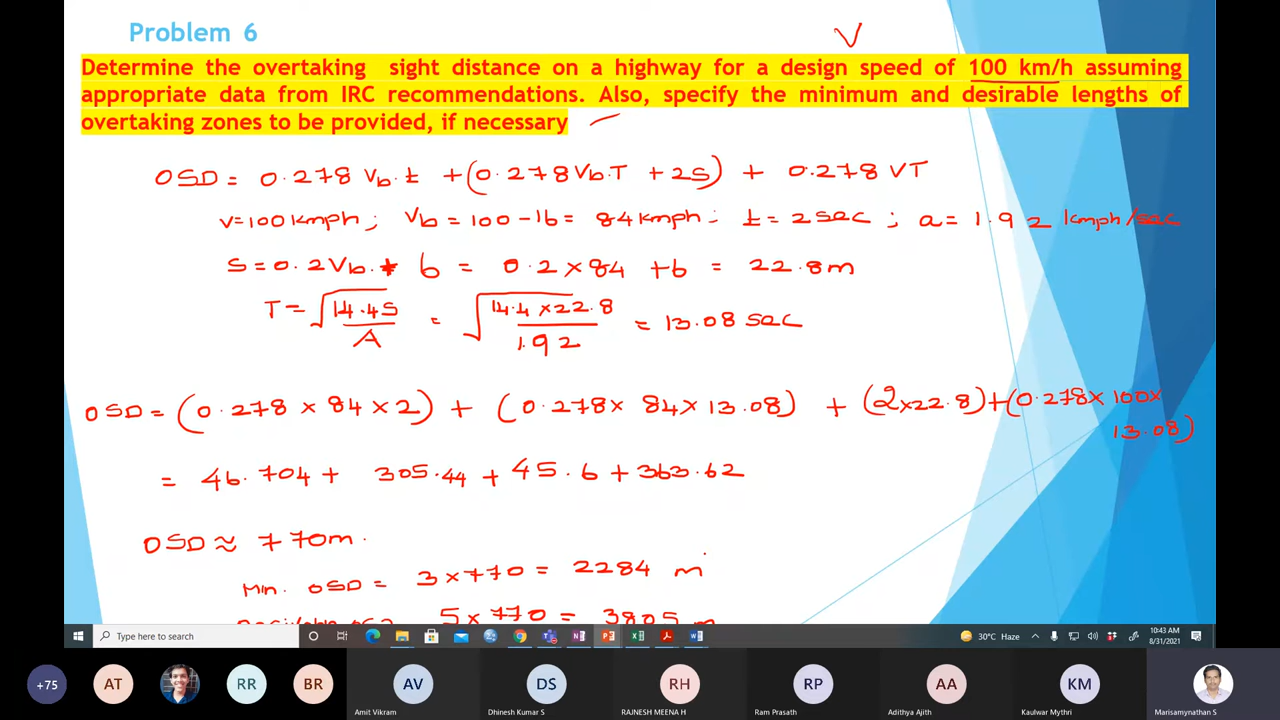 Problem 6
V
Determine the overtaking sight distance on a highway for a design speed of 100 km/h assuming
appropriate data from IRC recommendations. Also, specify the minimum and desirable lengths of
overtaking zones to be provided, if necessary
OSD = 0.278 Vb.t + (0.278 Vb.T + 2S) + 0.278 VT
V = 100 kmph ; Vb = 100 - 16 = 84 kmph ; t = 2 sec ; a = 1.92 kmph/sec
S = 0.2 Vb. + 6 = 0.2 × 84 + 6 = 22.8 m
T = √14.4S/A = √14.4 × 22.8/1.92 = 13.08 sec
OSD = (0.278 × 84 × 2) + (0.278 × 84 × 13.08) + (2 × 22.8) + (0.278 × 100 ×
13.08)
= 46.704 + 305.44 + 45.6 + 363.62
OSD ≈ 770 m.
Min. OSD = 3 × 770 = 2284 m
5 × 770 = 3805 m
Type here to search
30°C Haze
10:43 AM
8/31/2021
+75
AT
RR
BR
AV
DS
RH
RP
AA
KM
Amit Vikram
Dhinesh Kumar S
RAJNESH MEENA H
Ram Prasath
Adithya Ajith
Kaulwar Mythri
Marisamynathan S